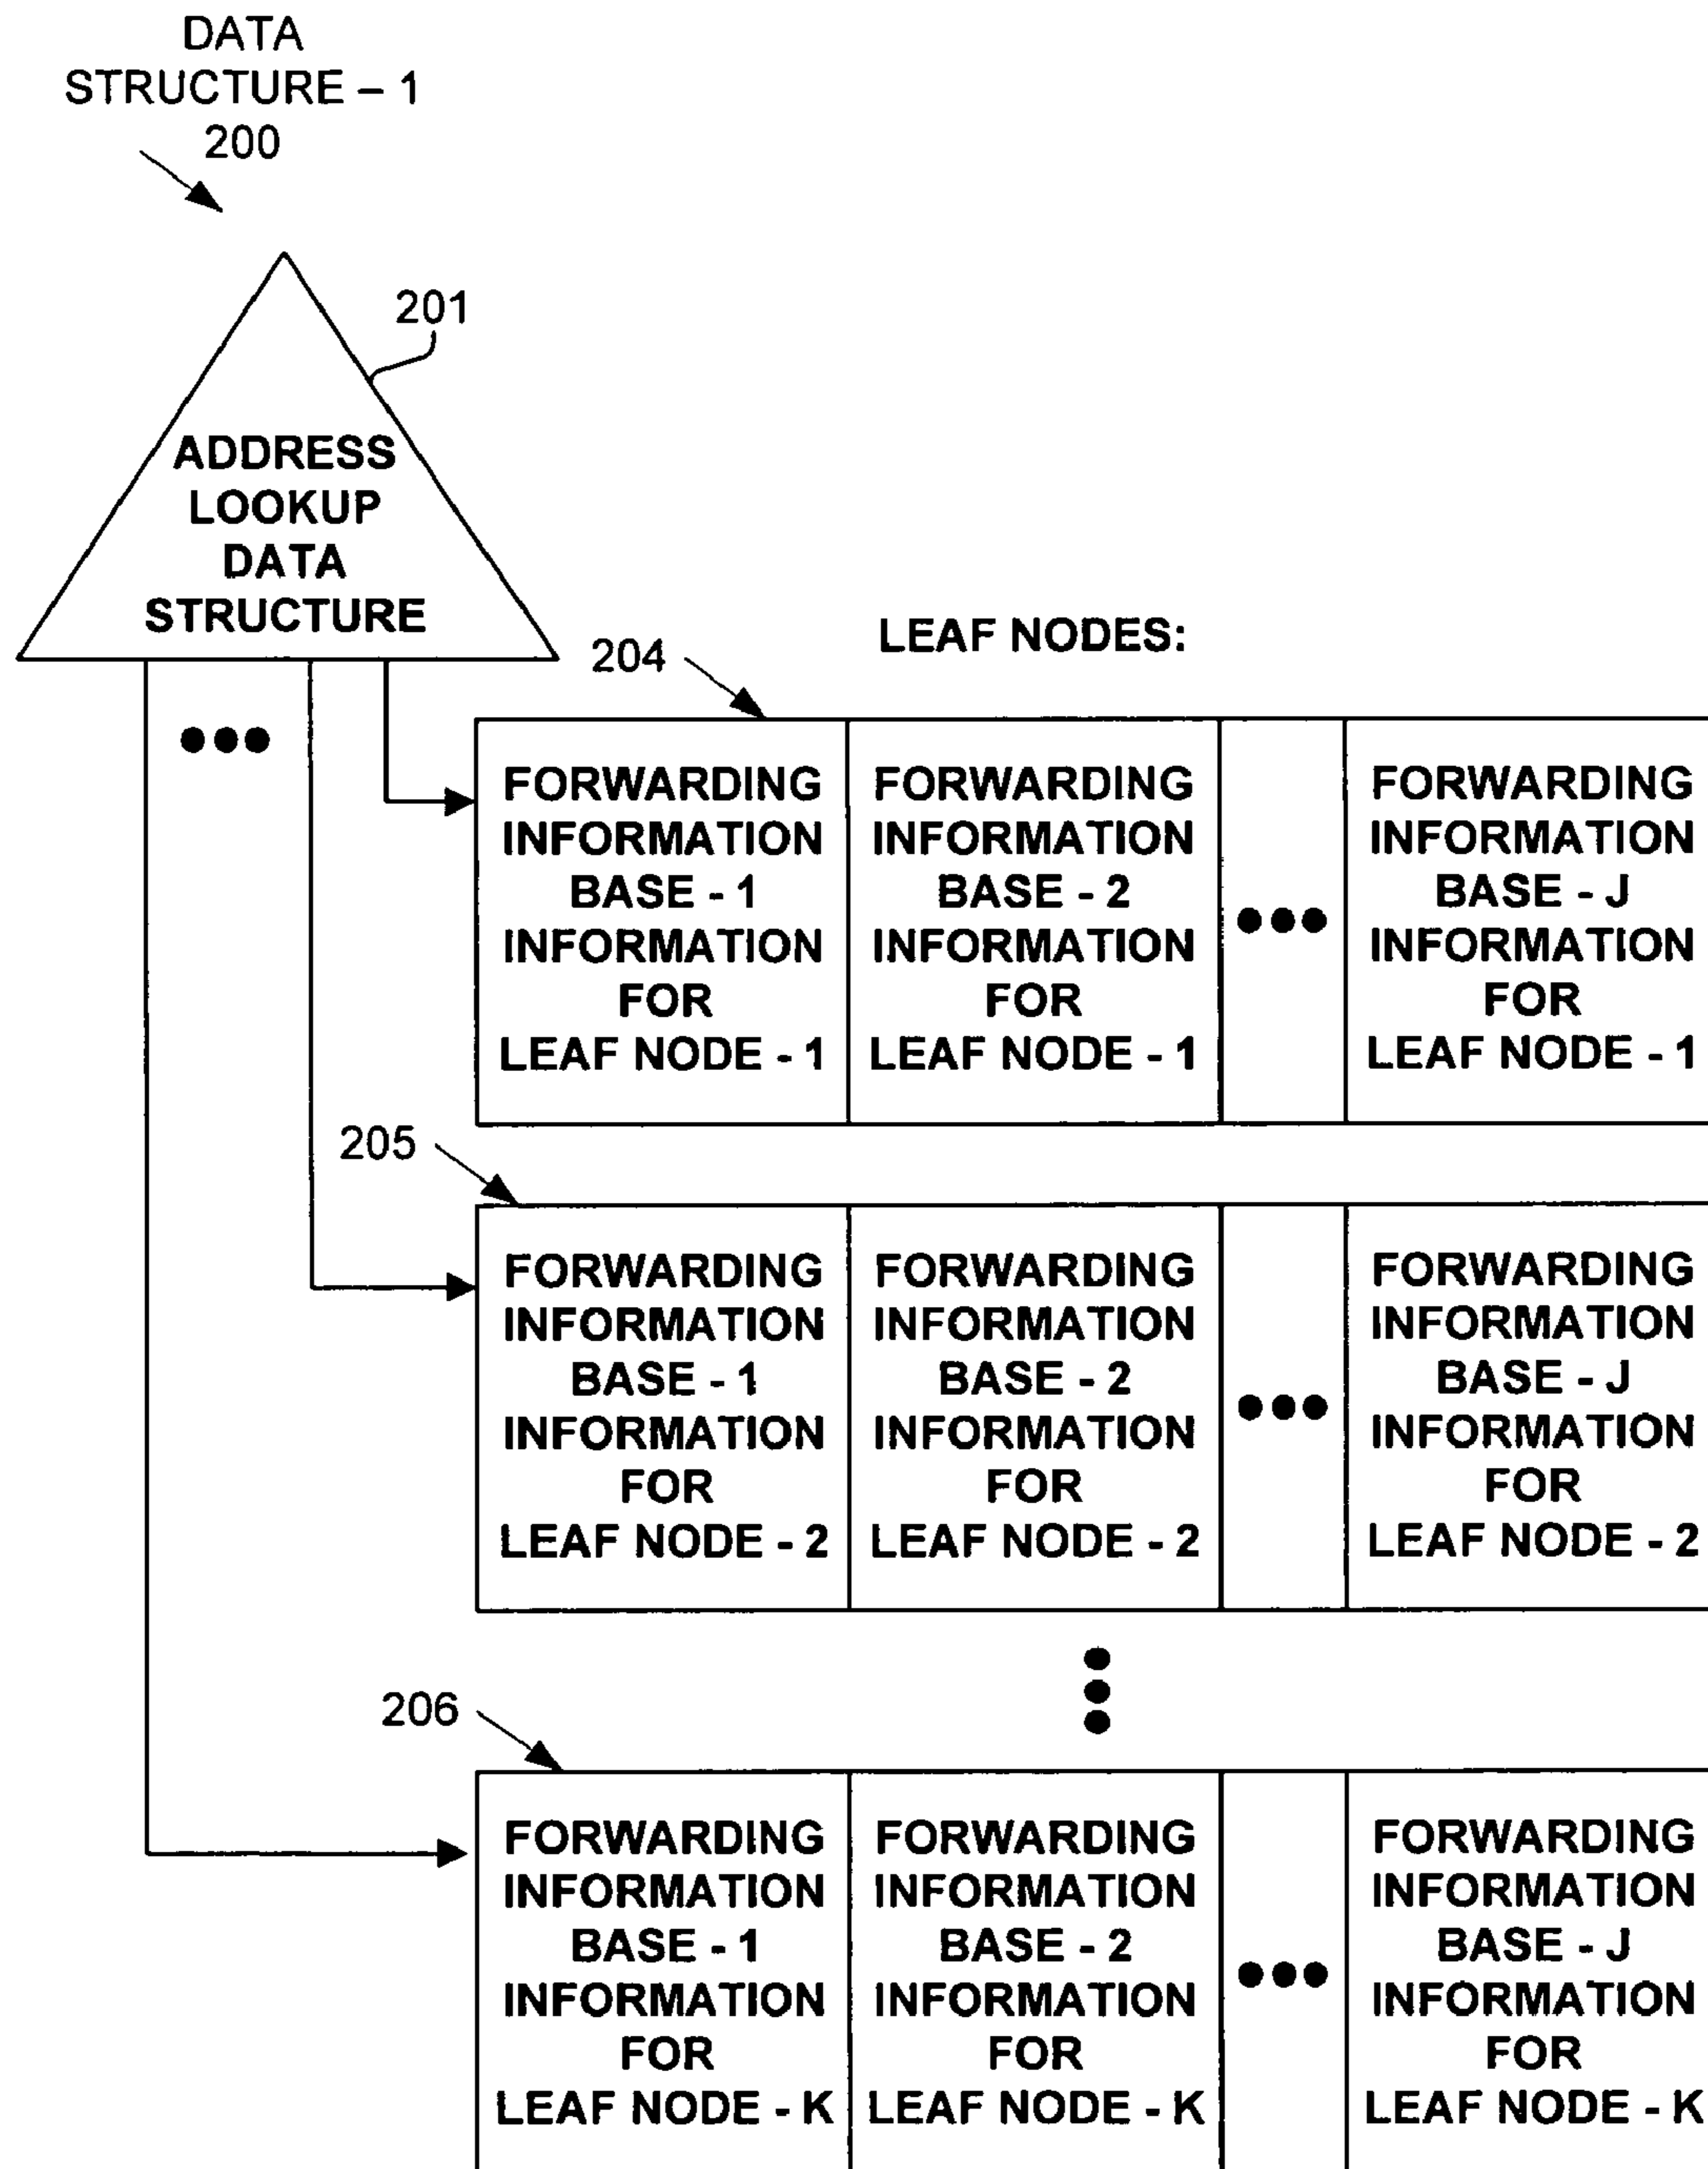 DATA
STRUCTURE – 1
200
201
ADDRESS
LOOKUP
DATA
STRUCTURE
LEAF NODES:
204
FORWARDING
INFORMATION
BASE - 1
INFORMATION
FOR
LEAF NODE - 1
FORWARDING
INFORMATION
BASE - 2
INFORMATION
FOR
LEAF NODE - 1
FORWARDING
INFORMATION
BASE - J
INFORMATION
FOR
LEAF NODE - 1
205
FORWARDING
INFORMATION
BASE - 1
INFORMATION
FOR
LEAF NODE - 2
FORWARDING
INFORMATION
BASE - 2
INFORMATION
FOR
LEAF NODE - 2
FORWARDING
INFORMATION
BASE - J
INFORMATION
FOR
LEAF NODE - 2
206
FORWARDING
INFORMATION
BASE - 1
INFORMATION
FOR
LEAF NODE - K
FORWARDING
INFORMATION
BASE - 2
INFORMATION
FOR
LEAF NODE - K
FORWARDING
INFORMATION
BASE - J
INFORMATION
FOR
LEAF NODE - K